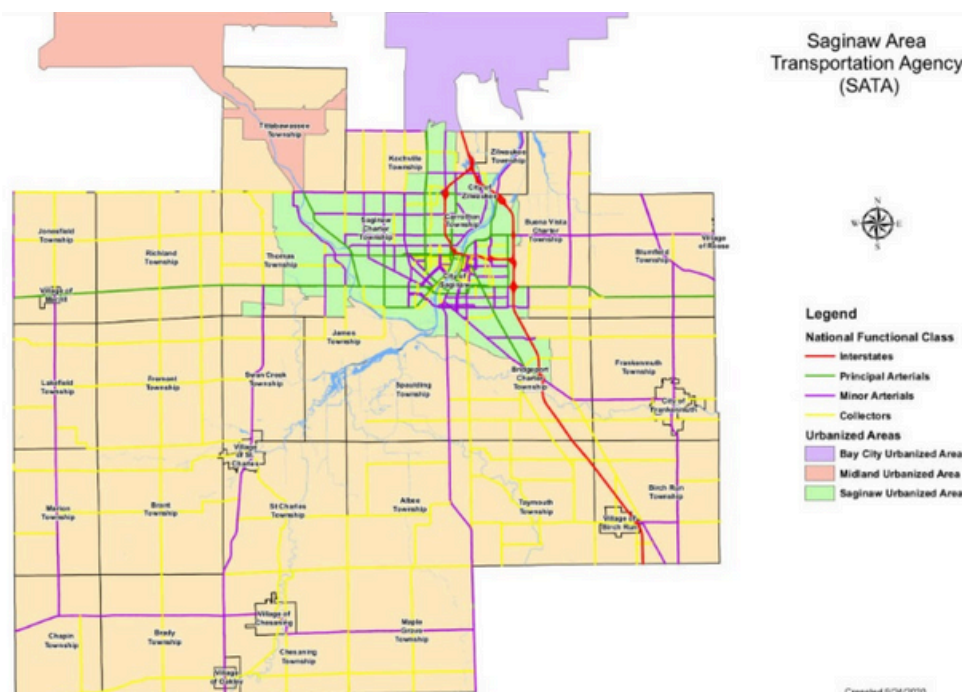 Saginaw Area
Transportation Agency
(SATA)
Tittabawassee
Township
Kochville
Township
Zilwaukee
Township
City of
Zilwaukee
Carrollton
Township
Saginaw
Charter
Township
Buena Vista
Charter
Township
Blumfield
Township
Village
of Reese
Jonesfield
Township
Richland
Township
Thomas
Township
City of
Saginaw
Village of
Merrill
James
Township
Lakefield
Township
Fremont
Township
Swan Creek
Township
Spaulding
Township
Bridgeport
Charter
Township
Frankenmuth
Township
City of
Frankenmuth
Village
of St.
Charles
Marion
Township
Brant
Township
St Charles
Township
Albee
Township
Taymouth
Township
Birch Run
Township
Village of
Birch Run
Chapin
Township
Brady
Township
Village of
Chesaning
Chesaning
Township
Maple
Grove
Township
Village
of Oakley
N
W
E
S
Legend
National Functional Class
Interstates
Principal Arterials
Minor Arterials
Collectors
Urbanized Areas
Bay City Urbanized Area
Midland Urbanized Area
Saginaw Urbanized Area